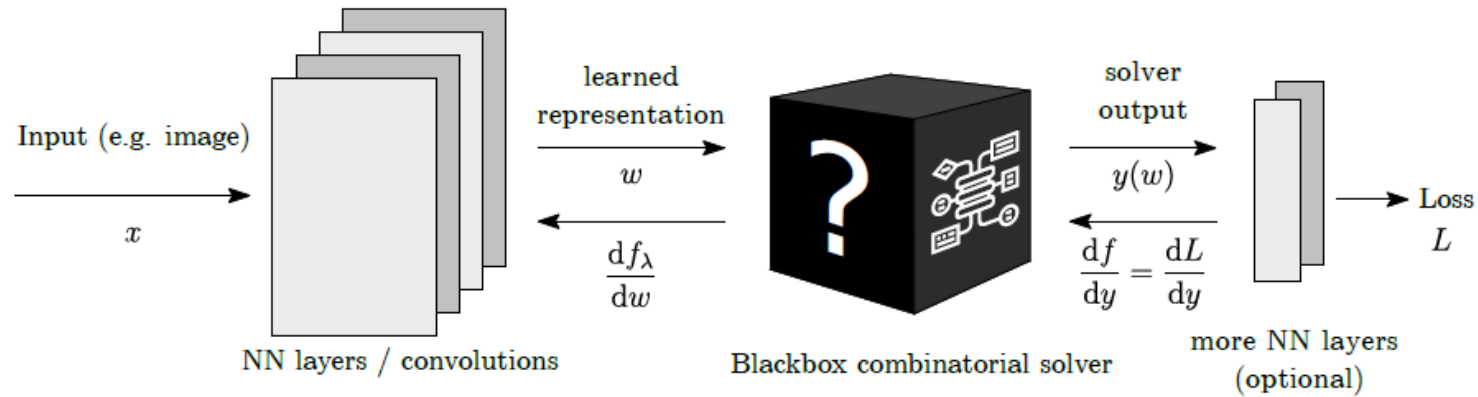 Input (e.g. image)
x
NN layers / convolutions
learned
representation
w
df_λ
dw
?
Blackbox combinatorial solver
solver
output
y(w)
df/dy = dL/dy
more NN layers
(optional)
Loss
L